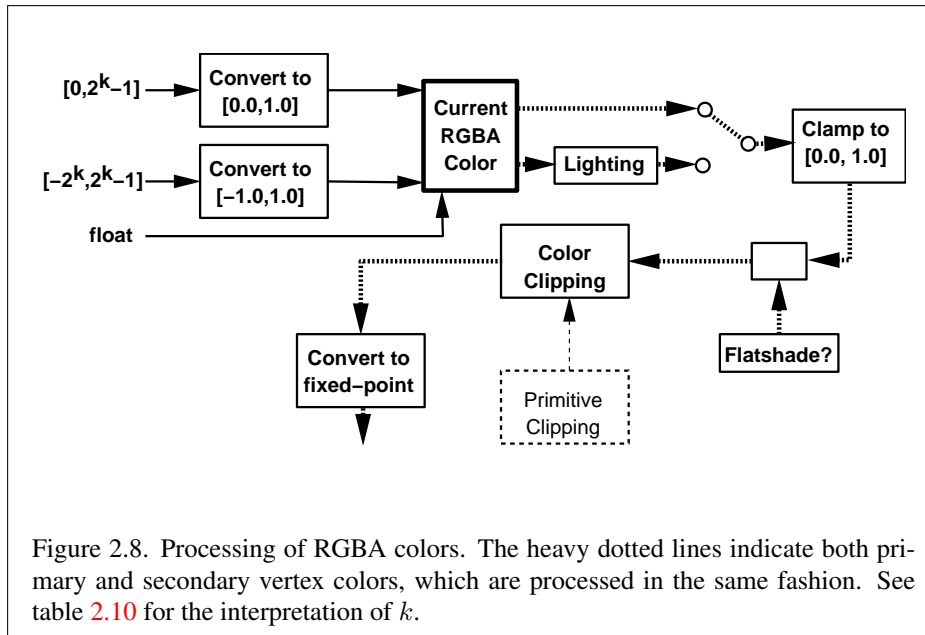 [0,2k−1]
Convert to
[0.0,1.0]
Current
RGBA
Color
Clamp to
[0.0, 1.0]
Lighting
[−2k,2k−1]
Convert to
[−1.0,1.0]
float
Color
Clipping
Flatshade?
Convert to
fixed−point
Primitive
Clipping
Figure 2.8. Processing of RGBA colors. The heavy dotted lines indicate both pri-
mary and secondary vertex colors, which are processed in the same fashion. See
table 2.10 for the interpretation of k.